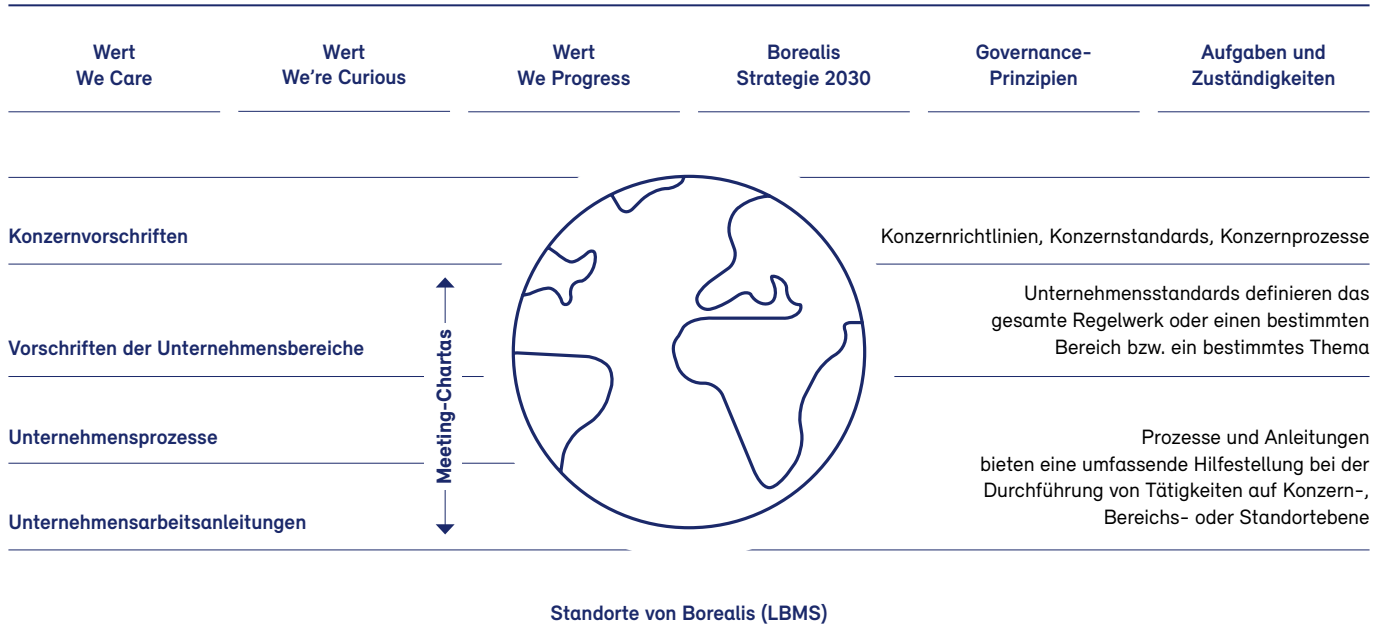 Wert
We Care
Wert
We're Curious
Wert
We Progress
Borealis
Strategie 2030
Governance-
Prinzipien
Aufgaben und
Zuständigkeiten
Konzernvorschriften
Konzernrichtlinien, Konzernstandards, Konzernprozesse
Vorschriften der Unternehmensbereiche
Unternehmensstandards definieren das
gesamte Regelwerk oder einen bestimmten
Bereich bzw. ein bestimmtes Thema
Meeting-Chartas
Unternehmensprozesse
Unternehmensarbeitsanleitungen
Prozesse und Anleitungen
bieten eine umfassende Hilfestellung bei der
Durchführung von Tätigkeiten auf Konzern-,
Bereichs- oder Standortebene
Standorte von Borealis (LBMS)